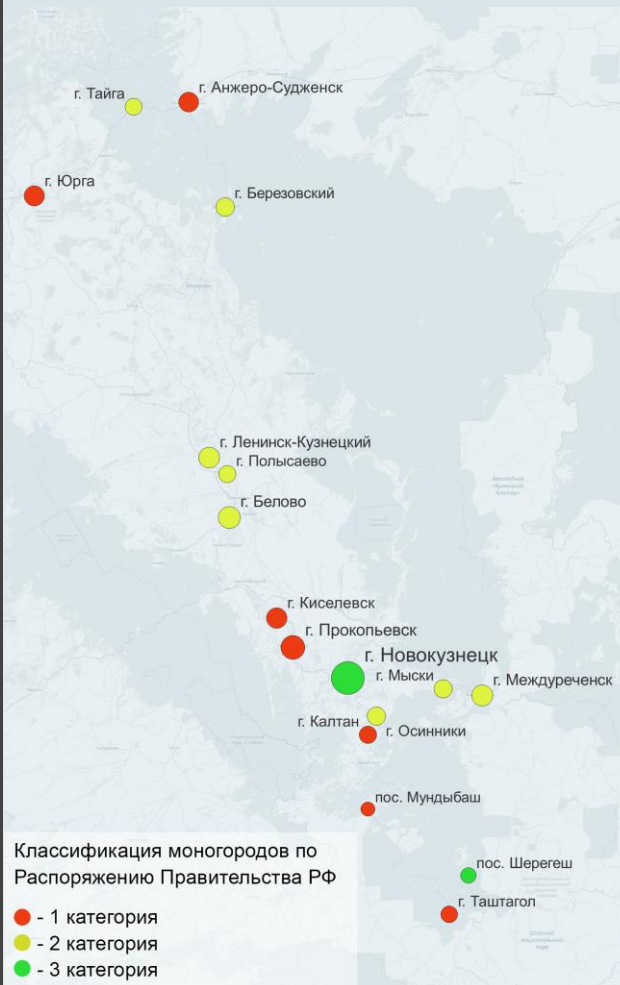 г. Тайга
г. Анжеро-Судженск
г. Юрга
г. Березовский
г. Ленинск-Кузнецкий
г. Полысаево
г. Белово
г. Киселевск
г. Прокопьевск
г. Новокузнецк
г. Мыски
г. Междуреченск
г. Калтан
г. Осинники
пос. Мундыбаш
пос. Шерегеш
г. Таштагол
Классификация моногородов по
Распоряжению Правительства РФ
- 1 категория
- 2 категория
- 3 категория